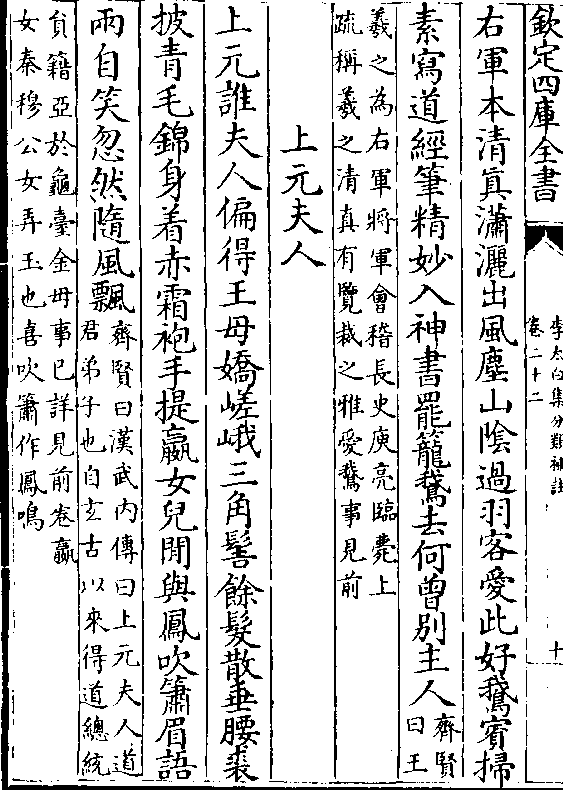 欽定四庫全書
李太白集分類補註
卷二十二
十
右軍本清真瀟灑出風塵山陰過羽客愛此好鵝賓掃
素寫道經筆精妙入神書罷籠鵝去何曾別主人
齊賢
曰王
羲之為右軍將軍會稽長史庾亮臨薨上
疏稱羲之清真有覽裁之雅愛鵞事見前
上元夫人
上元誰夫人偏得王母嬌嵯峨三角髻餘髮散垂腰裘
披青毛錦身着赤霜袍手提嬴女兒閒與鳳吹簫眉語
兩自笑忽然隨風飄
齊賢曰漢武内傳曰上元夫人道
君弟子也自玄古以來得道總統
真籍亞於龜臺金母事已詳見前卷嬴
女秦穆公女弄玉也喜吹簫作鳳鳴